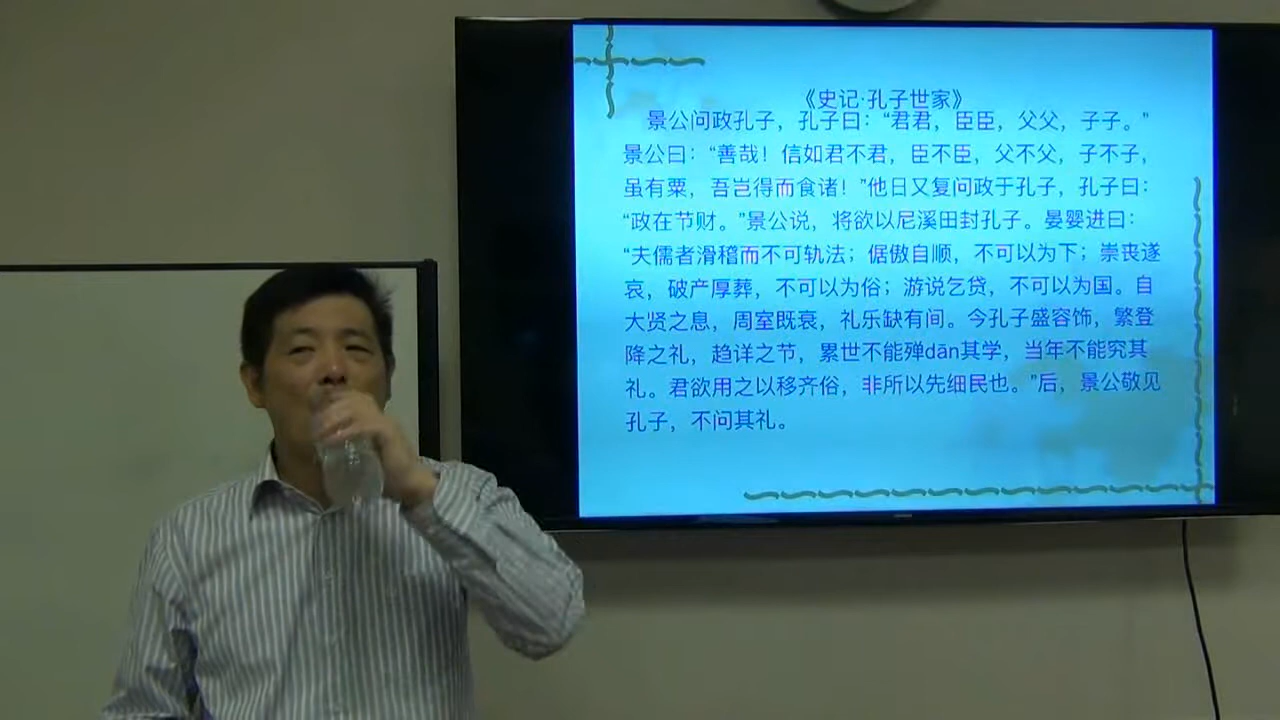 《史记·孔子世家》
景公问政孔子，孔子曰：“君君，臣臣，父父，子子。”
景公曰：“善哉！信如君不君，臣不臣，父不父，子不子，
虽有粟，吾岂得而食诸！”他日又复问政于孔子，孔子曰：
“政在节财。”景公说，将欲以尼溪田封孔子。晏婴进曰：
“夫儒者滑稽而不可轨法；倨傲自顺，不可以为下；崇丧遂
哀，破产厚葬，不可以为俗；游说乞贷，不可以为国。自
大贤之息，周室既衰，礼乐缺有间。今孔子盛容饰，繁登
降之礼，趋详之节，累世不能殚dān其学，当年不能究其
礼。君欲用之以移齐俗，非所以先细民也。”后，景公敬见
孔子，不问其礼。